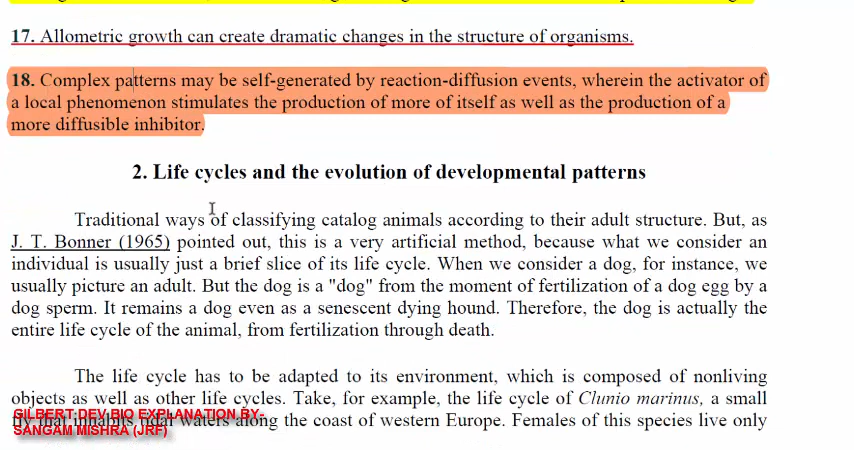 17. Allometric growth can create dramatic changes in the structure of organisms.
18. Complex patterns may be self-generated by reaction-diffusion events, wherein the activator of
a local phenomenon stimulates the production of more of itself as well as the production of a
more diffusible inhibitor.
2. Life cycles and the evolution of developmental patterns
Traditional ways of classifying catalog animals according to their adult structure. But, as
J. T. Bonner (1965) pointed out, this is a very artificial method, because what we consider an
individual is usually just a brief slice of its life cycle. When we consider a dog, for instance, we
usually picture an adult. But the dog is a "dog" from the moment of fertilization of a dog egg by a
dog sperm. It remains a dog even as a senescent dying hound. Therefore, the dog is actually the
entire life cycle of the animal, from fertilization through death.
The life cycle has to be adapted to its environment, which is composed of nonliving
objects as well as other life cycles. Take, for example, the life cycle of Clunio marinus, a small
fly that inhabits tidal waters along the coast of western Europe. Females of this species live only
GILBERT DEV BIO EXPLANATION BY-
SANGAM MISHRA (JRF)